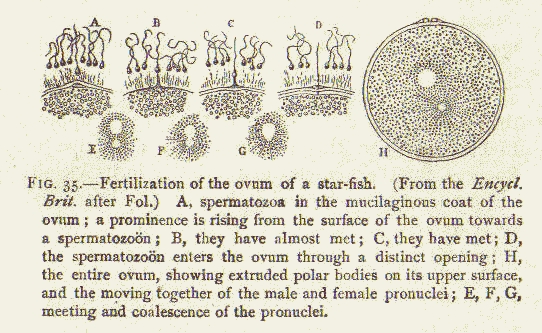 A B C D
E F G H
FIG. 35.—Fertilization of the ovum of a star-fish. (From the Encycl.
Brit. after Fol.) A, spermatozoa in the mucilaginous coat of the
ovum ; a prominence is rising from the surface of the ovum towards
a spermatozoön ; B, they have almost met ; C, they have met ; D,
the spermatozoön enters the ovum through a distinct opening ; H,
the entire ovum, showing extruded polar bodies on its upper surface,
and the moving together of the male and female pronuclei ; E, F, G,
meeting and coalescence of the pronuclei.